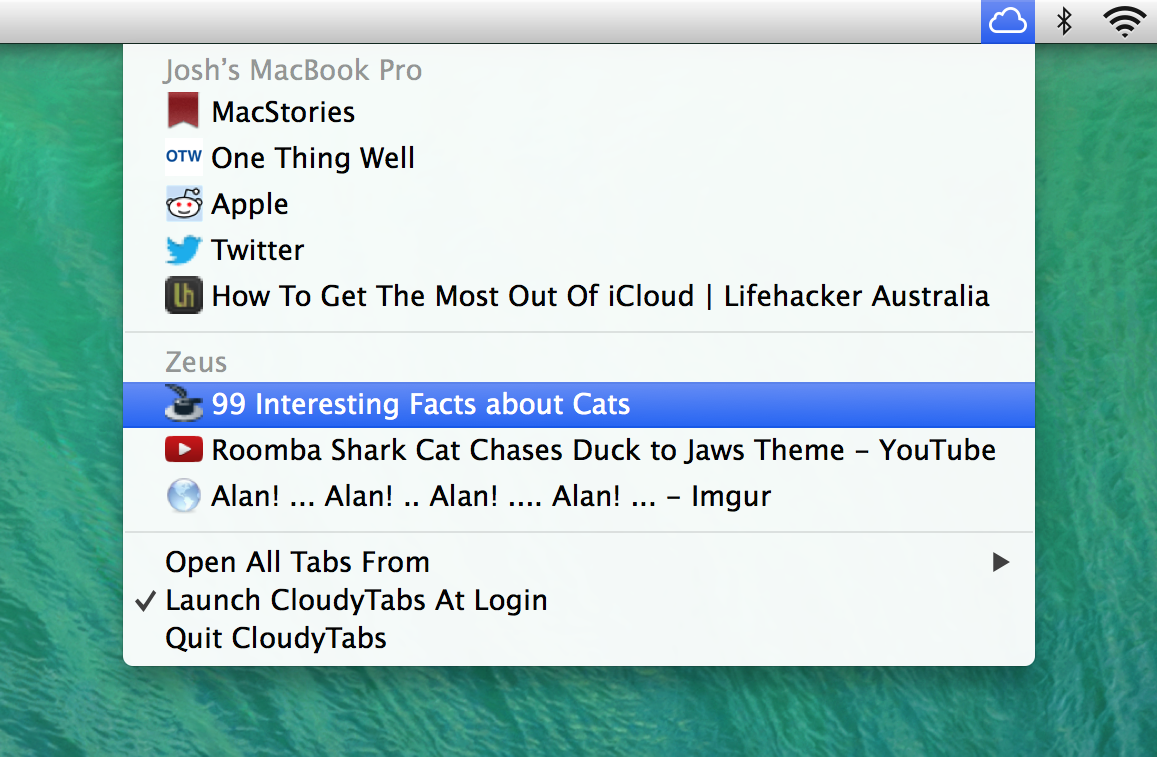 Josh’s MacBook Pro
MacStories
OTW One Thing Well
Apple
Twitter
lh How To Get The Most Out Of iCloud | Lifehacker Australia
Zeus
99 Interesting Facts about Cats
Roomba Shark Cat Chases Duck to Jaws Theme – YouTube
Alan! ... Alan! .. Alan! .... Alan! ... – Imgur
Open All Tabs From
Launch CloudyTabs At Login
Quit CloudyTabs